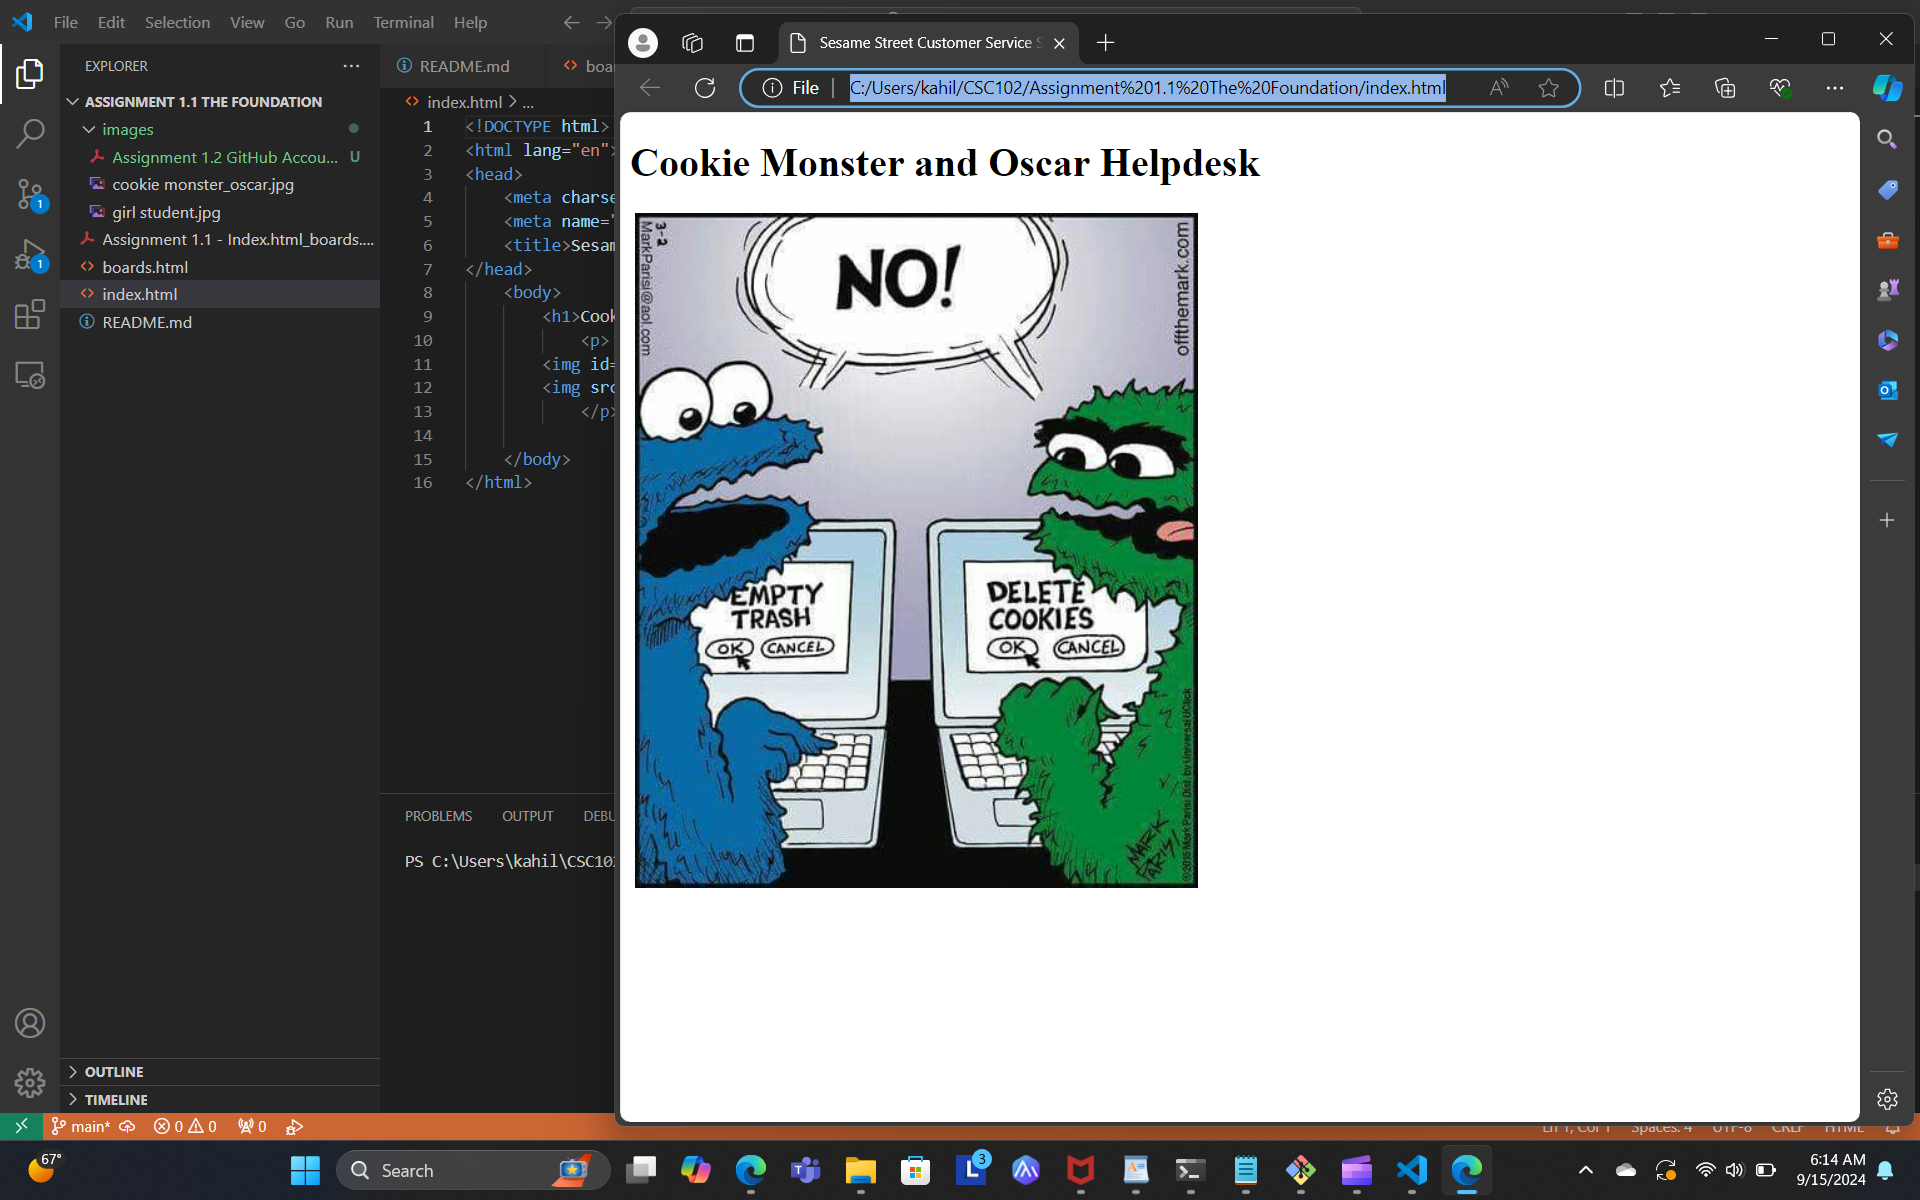 File Edit Selection View Go Run Terminal Help
EXPLORER
ASSIGNMENT 1.1 THE FOUNDATION
images
Assignment 1.2 GitHub Accou... U
cookie monster_oscar.jpg
girl student.jpg
Assignment 1.1 - Index.html_boards....
boards.html
index.html
README.md
OUTLINE
TIMELINE
1
1
README.md
boa
index.html > ...
1 <!DOCTYPE html>
2 <html lang="en">
3 <head>
4 <meta charse
5 <meta name="
6 <title>Sesam
7 </head>
8 <body>
9 <h1>Cook
10 <p>
11 <img id=
12 <img src
13 </p>
14
15 </body>
16 </html>
PROBLEMS OUTPUT DEBU
PS C:\Users\kahil\CSC102
main* 0 0 0
Ln 1, Col 1 Spaces: 4 UTF-8 CRLF HTML
Sesame Street Customer Service S
File C:/Users/kahil/CSC102/Assignment%201.1%20The%20Foundation/index.html
Cookie Monster and Oscar Helpdesk
3-2
MarkParisi@aol.com
NO!
offthemark.com
EMPTY
TRASH
OK CANCEL
DELETE
COOKIES
OK CANCEL
MARK
PARISI
©2016 Mark Parisi Dist. by Universal UClick
67°
Search
3
6:14 AM
9/15/2024